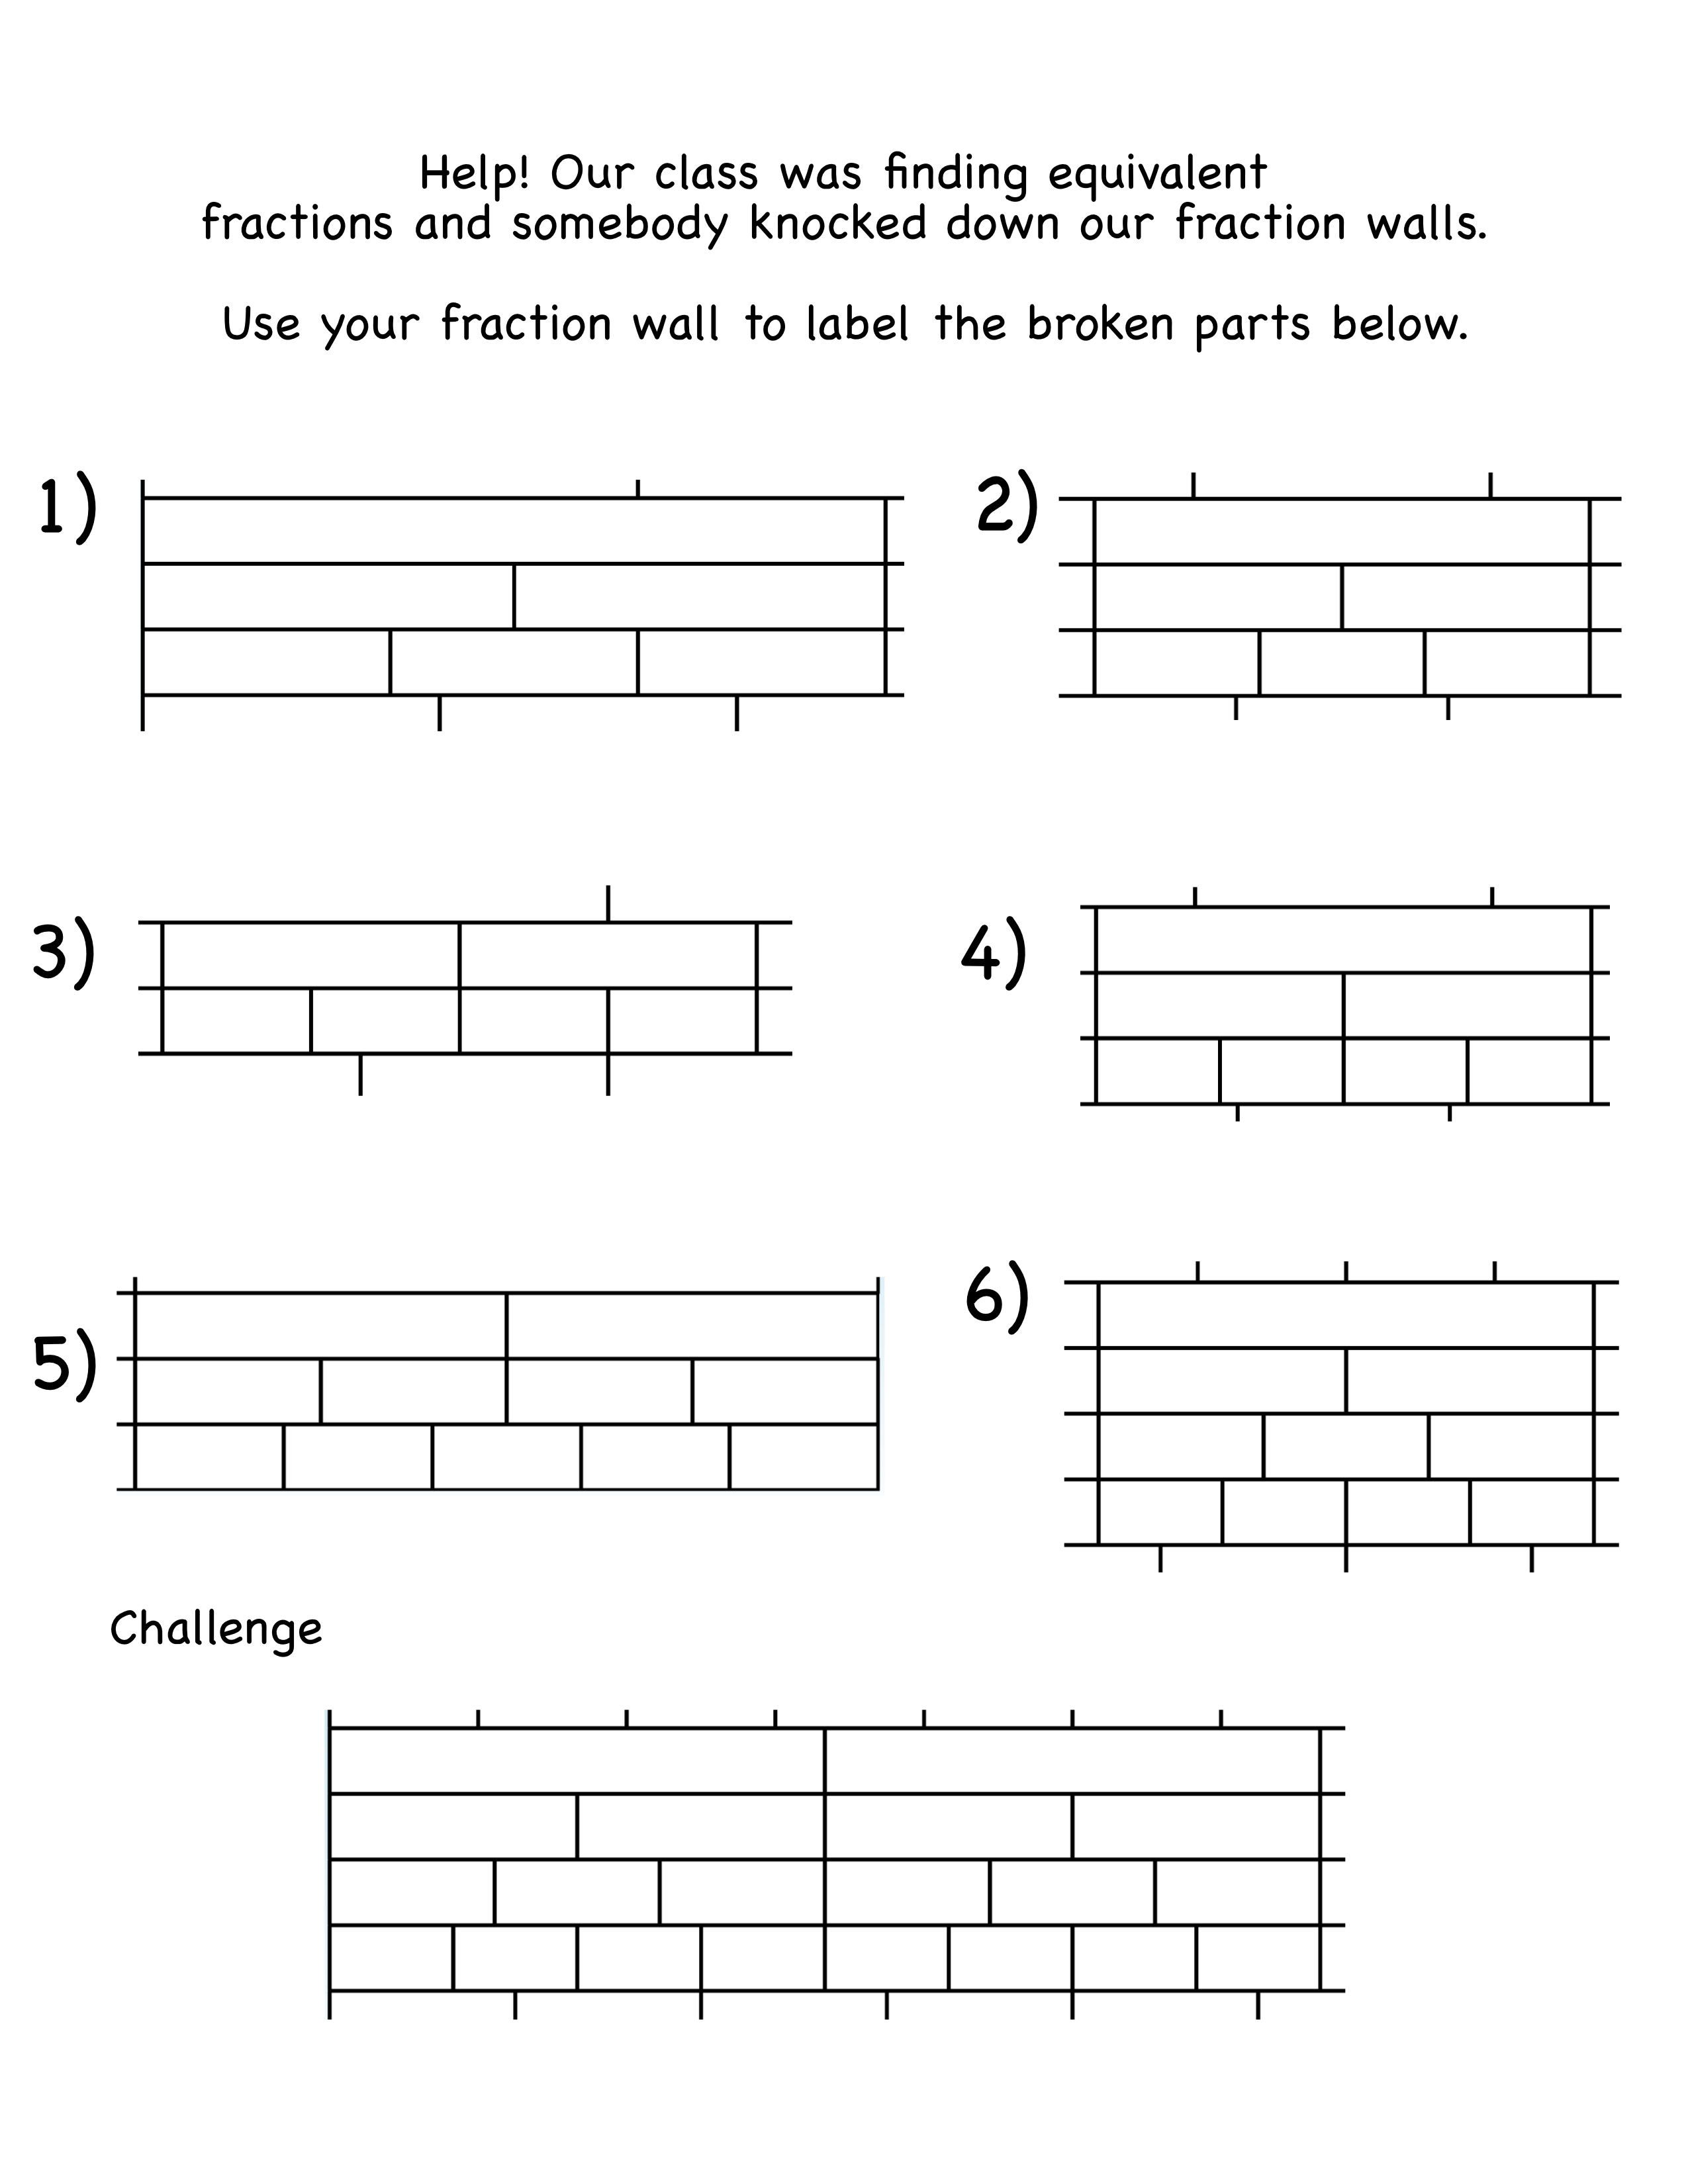 Help! Our class was finding equivalent
fractions and somebody knocked down our fraction walls.
Use your fraction wall to label the broken parts below.
1)
2)
3)
4)
5)
6)
Challenge